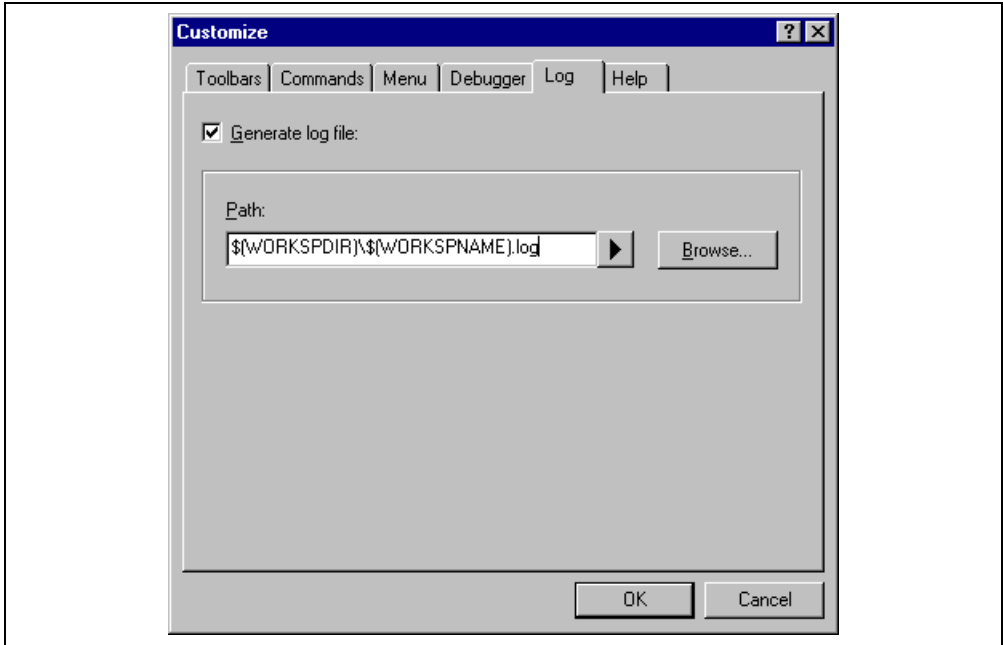 Customize
Toolbars Commands Menu Debugger Log Help
Generate log file:
Path:
$(WORKSPDIR)\$(WORKSPNAME).log
Browse...
OK Cancel